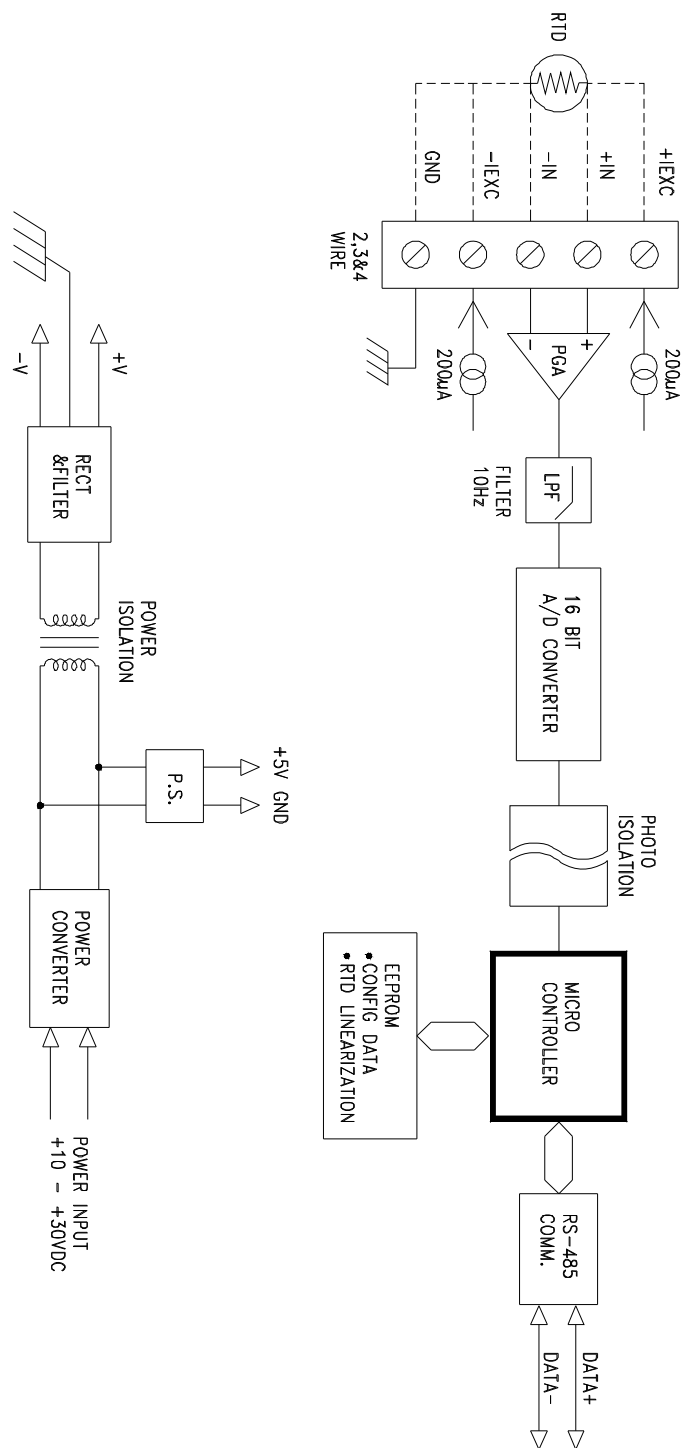 RTD
+IEXC
+IN
-IN
-IEXC
GND
2,3&4
WIRE
200µA
+
PGA
-
200µA
LPF
FILTER
10Hz
16 BIT
A/D CONVERTER
PHOTO
ISOLATION
MICRO
CONTROLLER
EEPROM
• CONFIG DATA
• RTD LINEARIZATION
RS-485
COMM.
DATA+
DATA-
+V
-V
RECT
&FILTER
POWER
ISOLATION
+5V GND
P.S.
POWER
CONVERTER
POWER INPUT
+10 - +30VDC